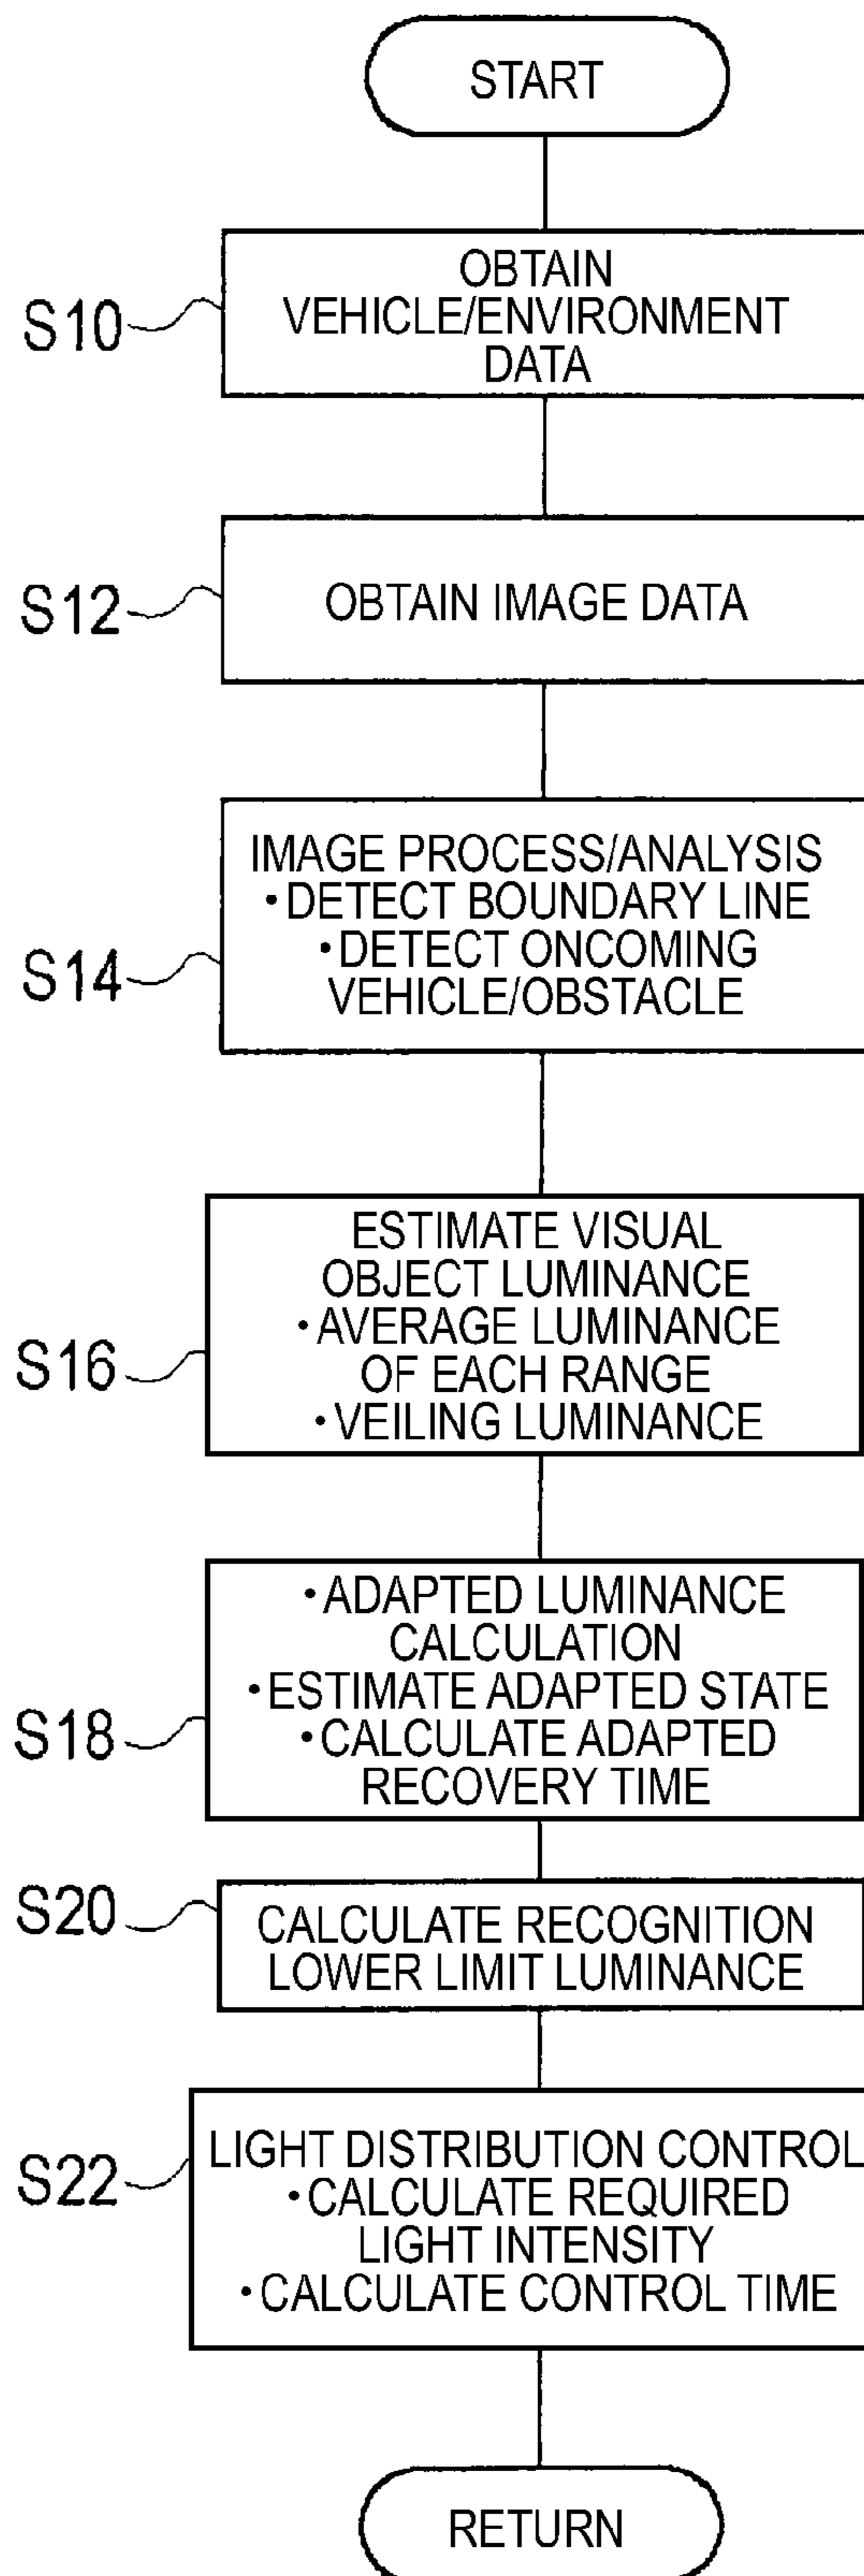 START
S10
OBTAIN
VEHICLE/ENVIRONMENT
DATA
S12
OBTAIN IMAGE DATA
S14
IMAGE PROCESS/ANALYSIS
•DETECT BOUNDARY LINE
•DETECT ONCOMING
VEHICLE/OBSTACLE
S16
ESTIMATE VISUAL
OBJECT LUMINANCE
•AVERAGE LUMINANCE
OF EACH RANGE
•VEILING LUMINANCE
S18
•ADAPTED LUMINANCE
CALCULATION
•ESTIMATE ADAPTED STATE
•CALCULATE ADAPTED
RECOVERY TIME
S20
CALCULATE RECOGNITION
LOWER LIMIT LUMINANCE
S22
LIGHT DISTRIBUTION CONTROL
•CALCULATE REQUIRED
LIGHT INTENSITY
•CALCULATE CONTROL TIME
RETURN